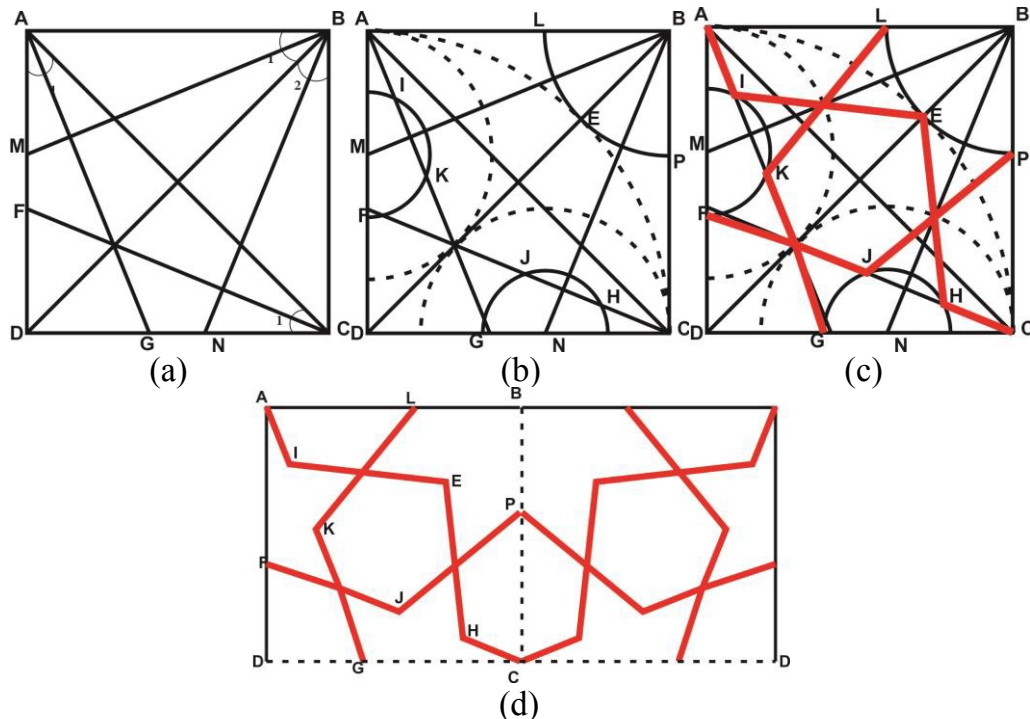 A B A L B A L B
1 1 2 I E I E
M M P M P
K K
F F F
J J
1 H H
D G N C D G N C D G N C
(a) (b) (c)
A L B
I E
P
K
F
J
H
D G C D
(d)